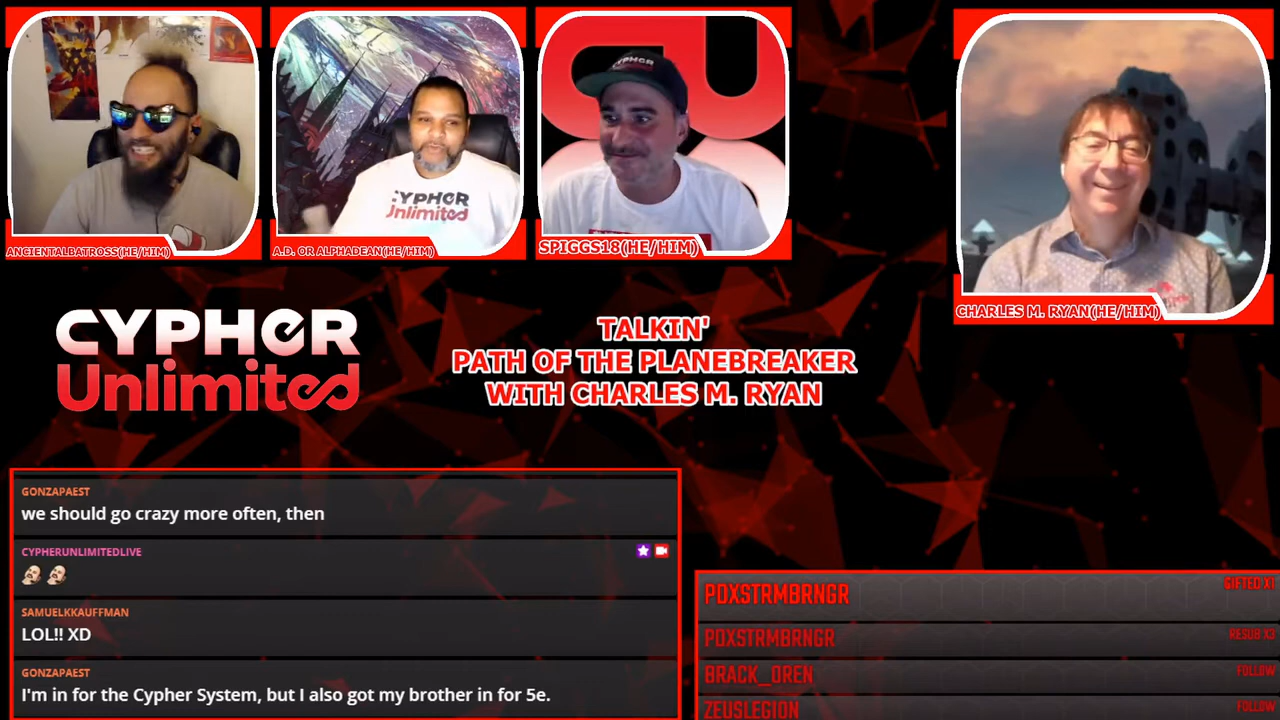 CYPHER
CYPHER
Unlimited
ANCIENTALBATROSS(HE/HIM)
A.D. OR ALPHADEAN(HE/HIM)
SPIGGS18(HE/HIM)
CHARLES M. RYAN(HE/HIM)
CYPHER
Unlimited
TALKIN'
PATH OF THE PLANEBREAKER
WITH CHARLES M. RYAN
GONZAPAEST
we should go crazy more often, then
CYPHERUNLIMITEDLIVE
SAMUELKKAUFFMAN
LOL!! XD
GONZAPAEST
I'm in for the Cypher System, but I also got my brother in for 5e.
PDXSTRMBRNGR GIFTED X1
PDXSTRMBRNGR RESUB X3
BRACK_OREN FOLLOW
ZEUSLEGION FOLLOW